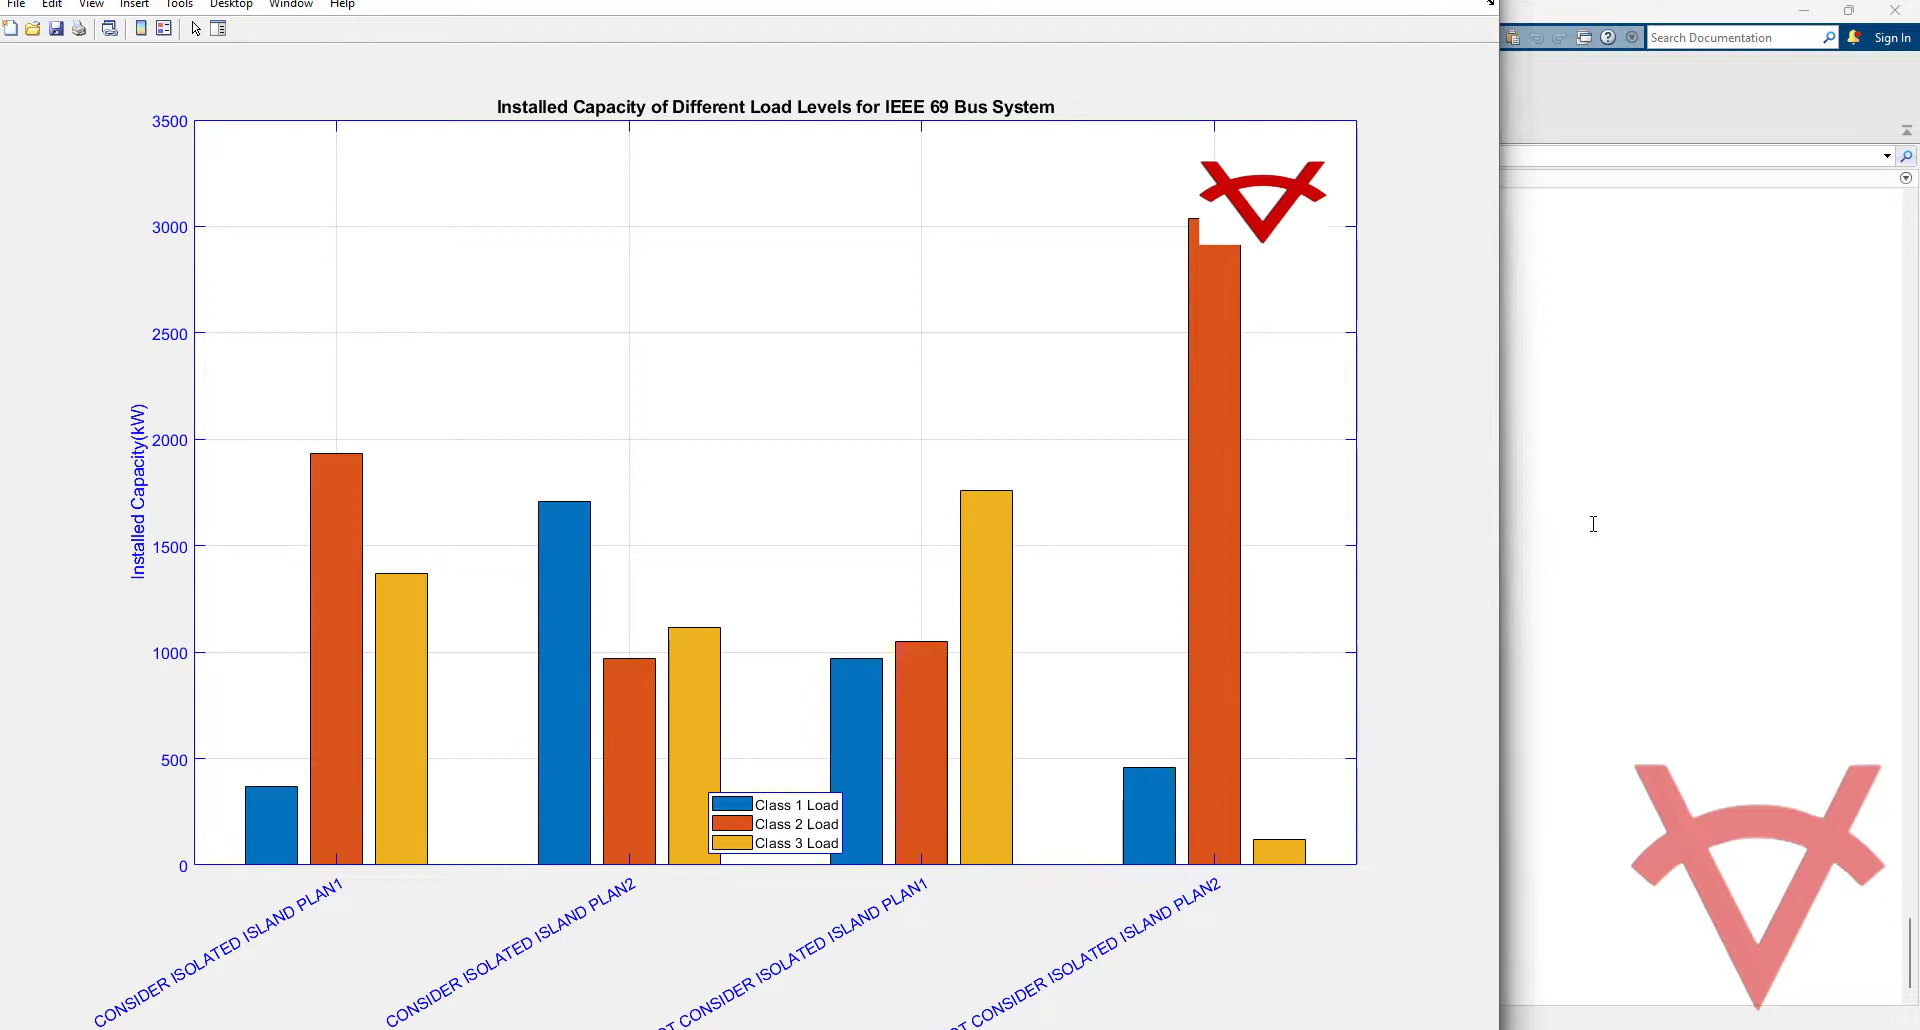 File Edit View Insert Tools Desktop Window Help
Search Documentation
Sign In
Installed Capacity of Different Load Levels for IEEE 69 Bus System
3500
3000
2500
2000
1500
1000
500
0
Installed Capacity(kW)
Class 1 Load
Class 2 Load
Class 3 Load
CONSIDER ISOLATED ISLAND PLAN1
CONSIDER ISOLATED ISLAND PLAN2
CONSIDER ISOLATED ISLAND PLAN1
CONSIDER ISOLATED ISLAND PLAN2